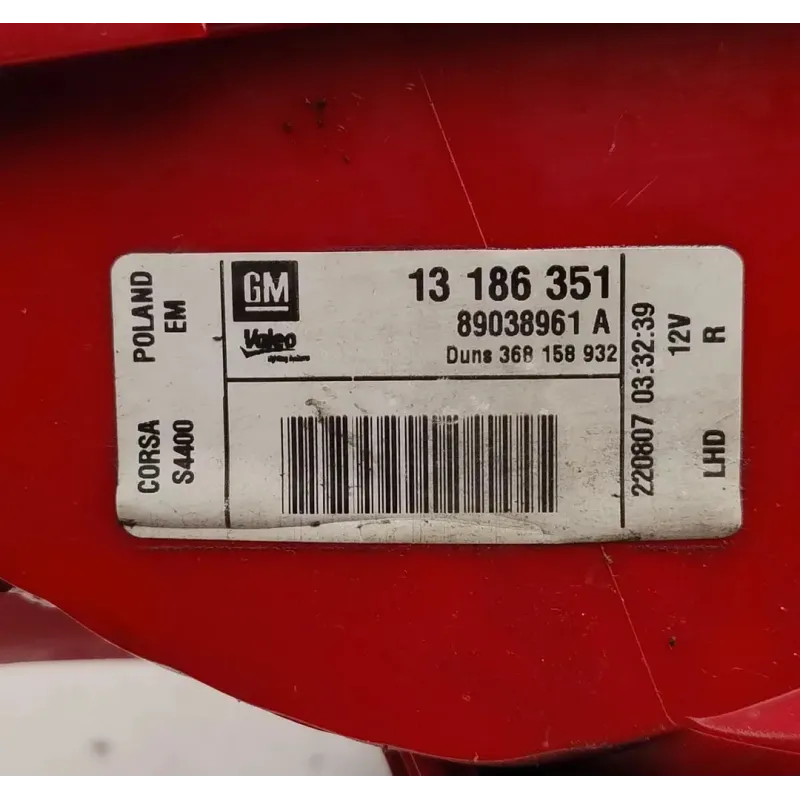 POLAND
EM
CORSA
S4400
GM
Valeo
13 186 351
89038961 A
Duns 368 158 932
220807 03:32:39
12V
R
LHD